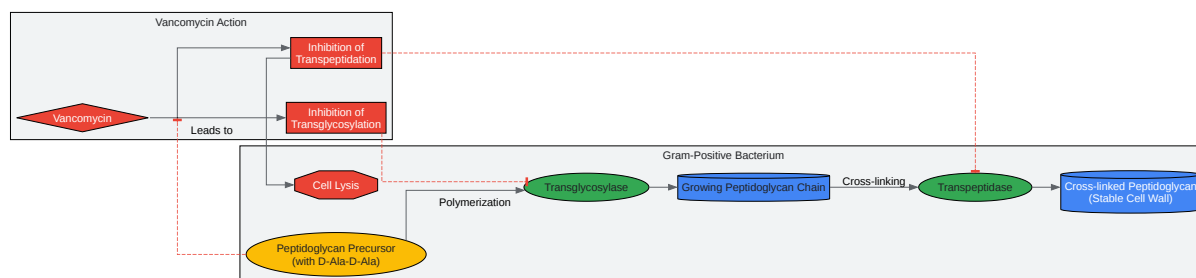 Vancomycin Action
Inhibition of
Transpeptidation
Vancomycin
Inhibition of
Transglycosylation
Leads to
Gram-Positive Bacterium
Cell Lysis
Transglycosylase
Growing Peptidoglycan Chain
Cross-linking
Transpeptidase
Cross-linked Peptidoglycan
(Stable Cell Wall)
Polymerization
Peptidoglycan Precursor
(with D-Ala-D-Ala)